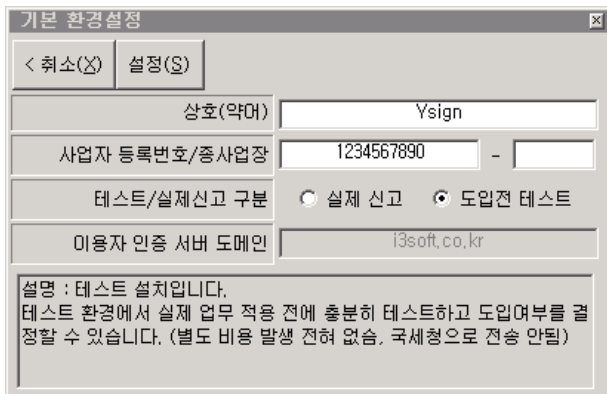 기본 환경설정
< 취소(X) 설정(S)
상호(약어) Ysign
사업자 등록번호/종사업장 1234567890 -
테스트/실제신고 구분 실제 신고 도입전 테스트
이용자 인증 서버 도메인 i3soft.co.kr
설명 : 테스트 설치입니다.
테스트 환경에서 실제 업무 적용 전에 충분히 테스트하고 도입여부를 결
정할 수 있습니다. (별도 비용 발생 전혀 없슴, 국세청으로 전송 안됨)